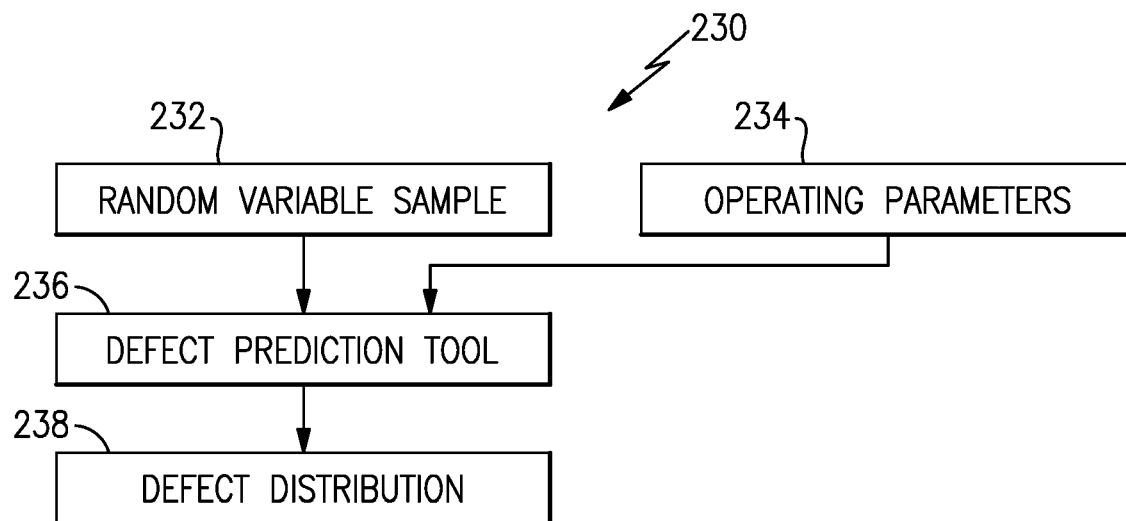 230
232
234
RANDOM VARIABLE SAMPLE
OPERATING PARAMETERS
236
DEFECT PREDICTION TOOL
238
DEFECT DISTRIBUTION